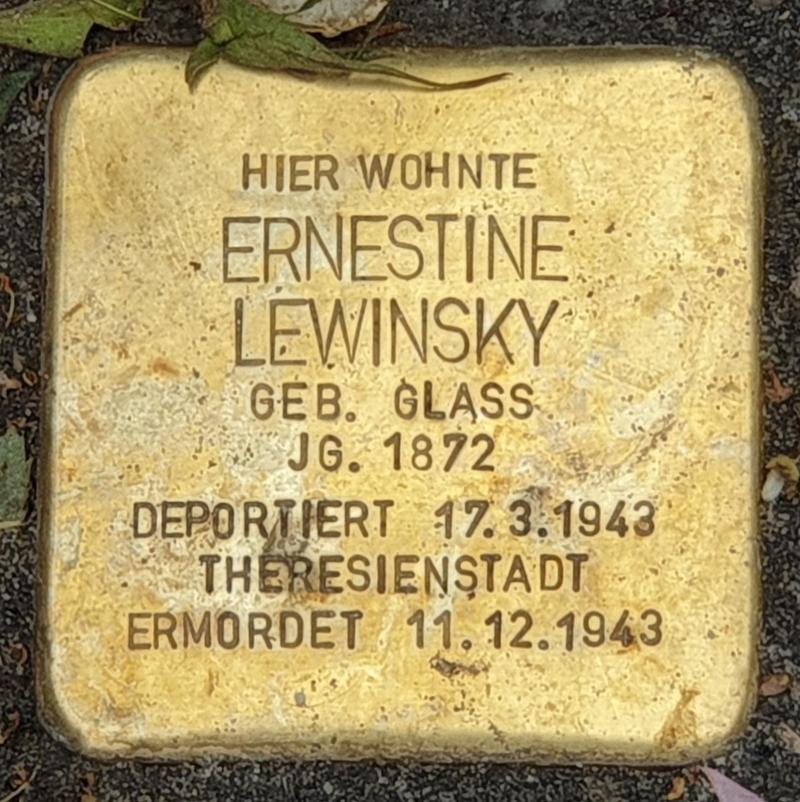 HIER WOHNTE
ERNESTINE
LEWINSKY
GEB. GLASS
JG. 1872
DEPORTIERT 17.3.1943
THERESIENSTADT
ERMORDET 11.12.1943